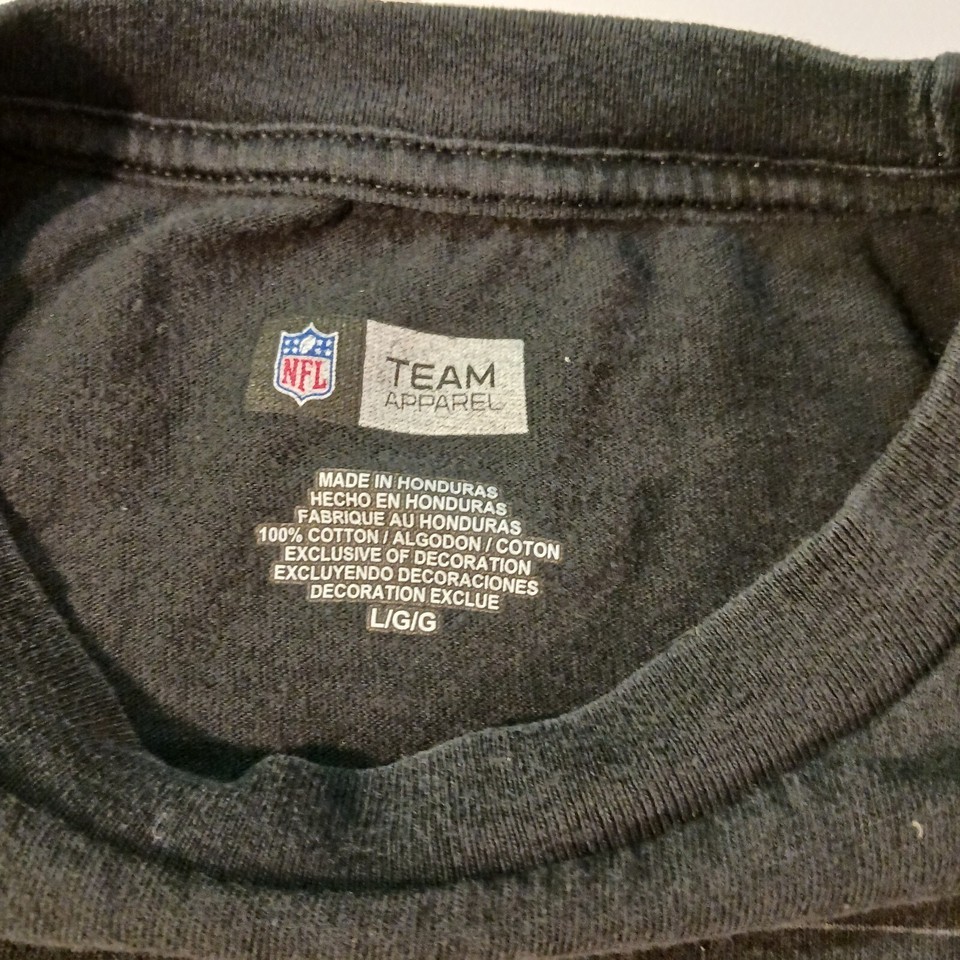 NFL
TEAM
APPAREL
MADE IN HONDURAS
HECHO EN HONDURAS
FABRIQUE AU HONDURAS
100% COTTON / ALGODON / COTON
EXCLUSIVE OF DECORATION
EXCLUYENDO DECORACIONES
DECORATION EXCLUE
L/G/G